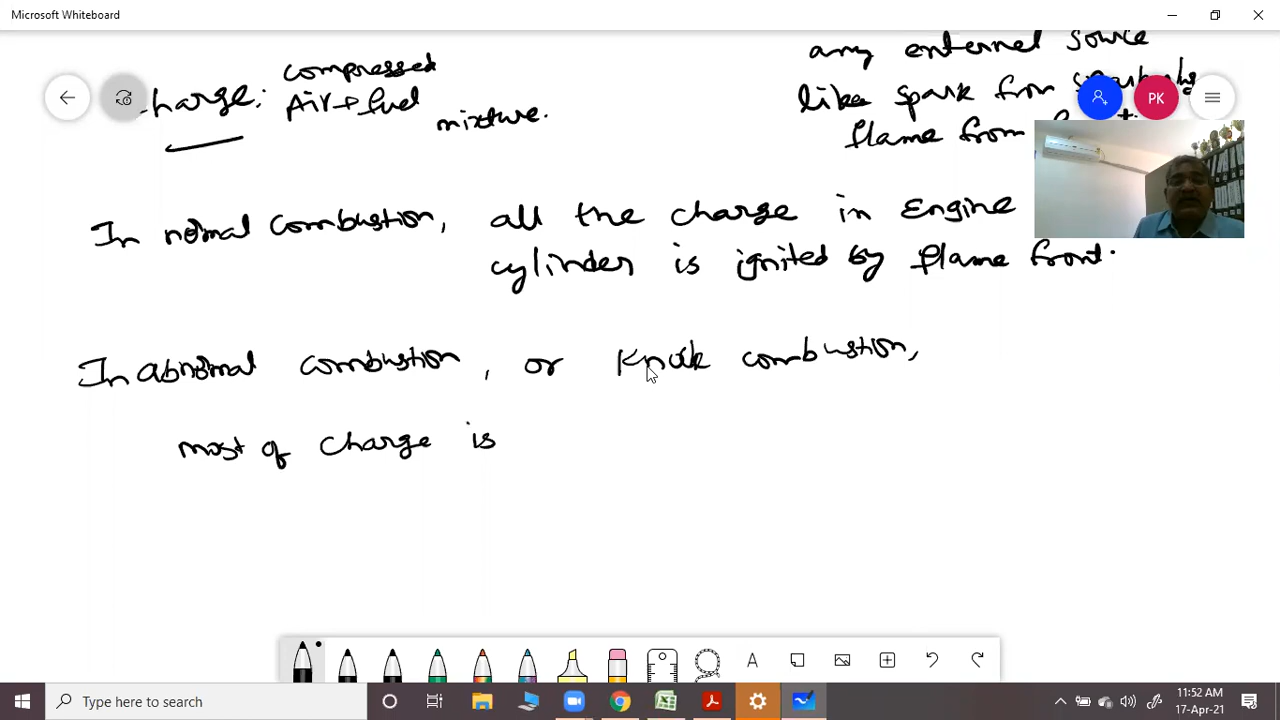 Microsoft Whiteboard
any external source
compressed
charge:
Air + fuel
like spark from
mixture.
PK
flame from
In normal combustion, all the charge in Engine
cylinder is ignited by flame front.
In abnormal combustion, or Knock combustion,
most of charge is
A
Type here to search
11:52 AM
17-Apr-21